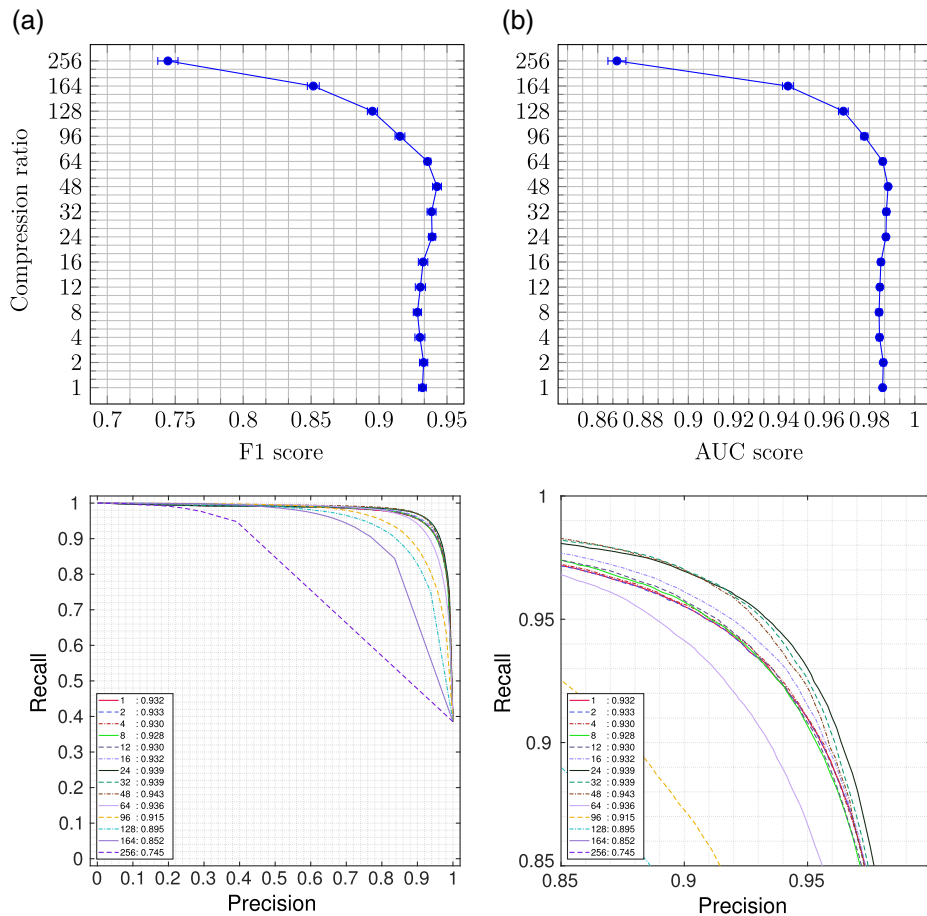 (a)
(b)
Compression ratio
256
164
128
96
64
48
32
24
16
12
8
4
2
1
0.7 0.75 0.8 0.85 0.9 0.95
F1 score
256
164
128
96
64
48
32
24
16
12
8
4
2
1
0.86 0.88 0.9 0.92 0.94 0.96 0.98 1
AUC score
Recall
1
0.9
0.8
0.7
0.6
0.5
0.4
0.3
0.2
0.1
0
1 : 0.932
2 : 0.933
4 : 0.930
8 : 0.928
12 : 0.930
16 : 0.932
24 : 0.939
32 : 0.939
48 : 0.943
64 : 0.936
96 : 0.915
128: 0.895
164: 0.852
256: 0.745
0 0.1 0.2 0.3 0.4 0.5 0.6 0.7 0.8 0.9 1
Precision
Recall
1
0.95
0.9
0.85
1 : 0.932
2 : 0.933
4 : 0.930
8 : 0.928
12 : 0.930
16 : 0.932
24 : 0.939
32 : 0.939
48 : 0.943
64 : 0.936
96 : 0.915
128: 0.895
164: 0.852
256: 0.745
0.85 0.9 0.95
Precision